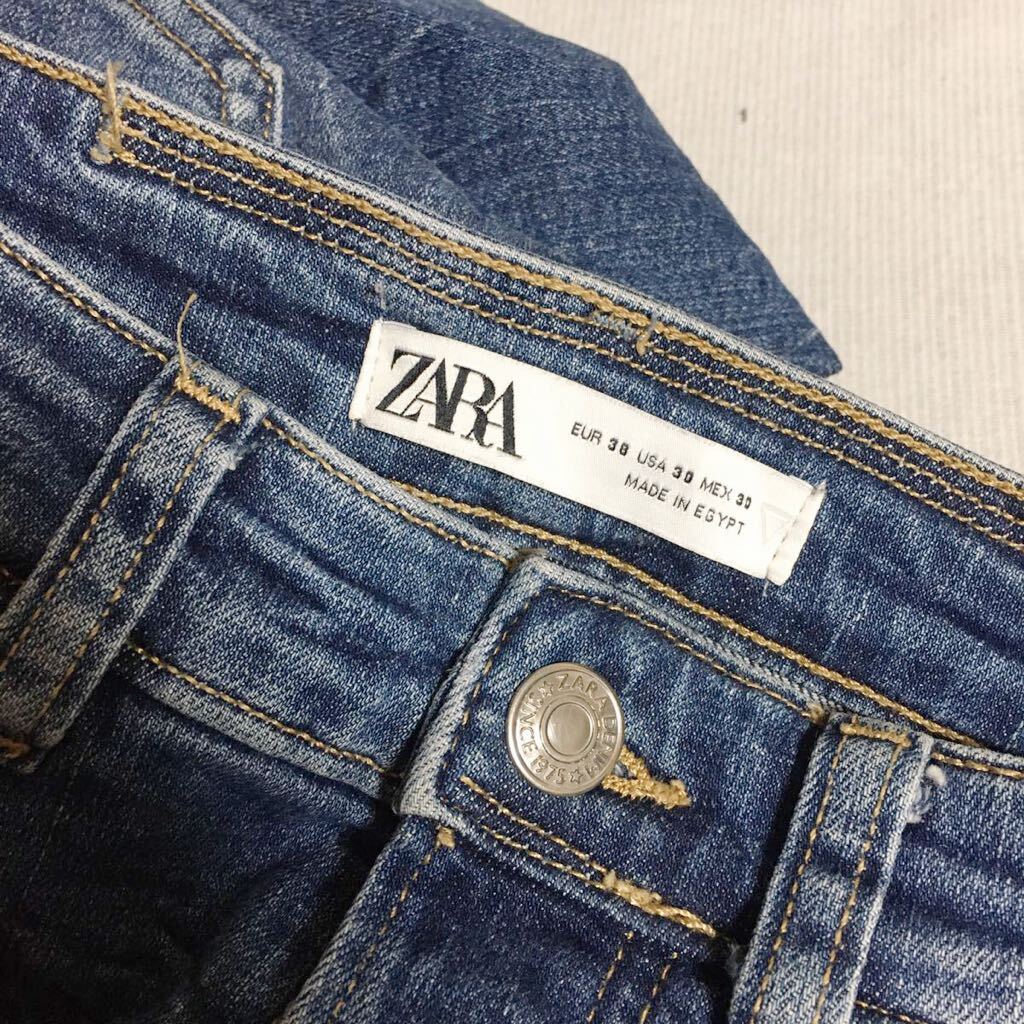 ZARA
EUR 38 USA 30 MEX 30
MADE IN EGYPT
ZARA DENIM ★ SINCE 1975 ★